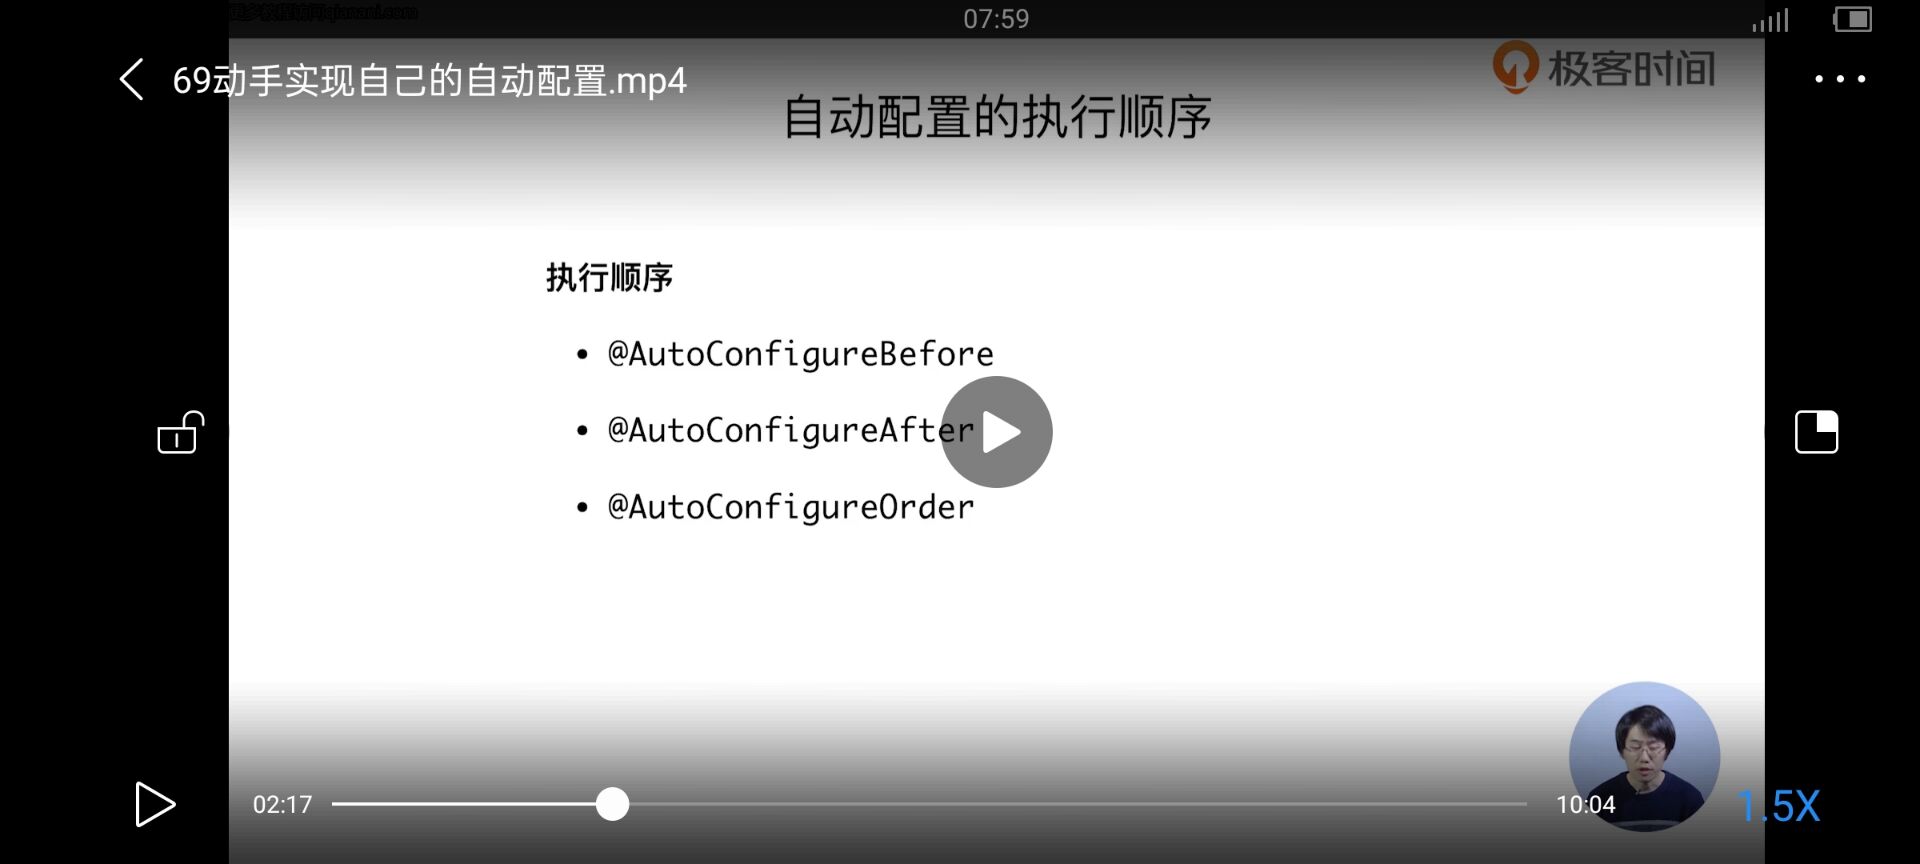 07:59
69动手实现自己的自动配置.mp4
极客时间
自动配置的执行顺序
执行顺序
• @AutoConfigureBefore
• @AutoConfigureAfter
• @AutoConfigureOrder
02:17
10:04
1.5X